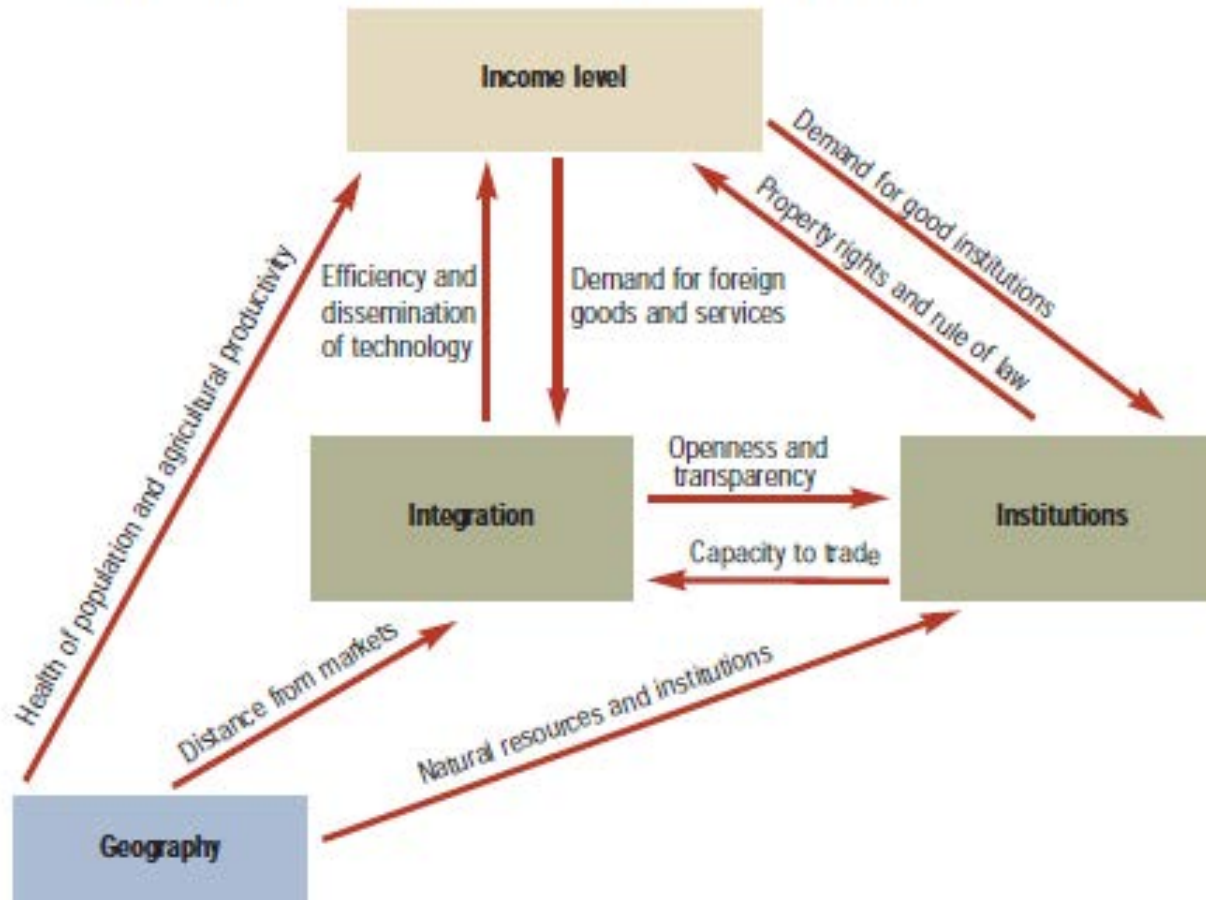 Income level
Demand for good institutions
Property rights and rule of law
Efficiency and
dissemination
of technology
Demand for foreign
goods and services
Health of population and agricultural productivity
Openness and
transparency
Integration
Institutions
Capacity to trade
Distance from markets
Natural resources and institutions
Geography